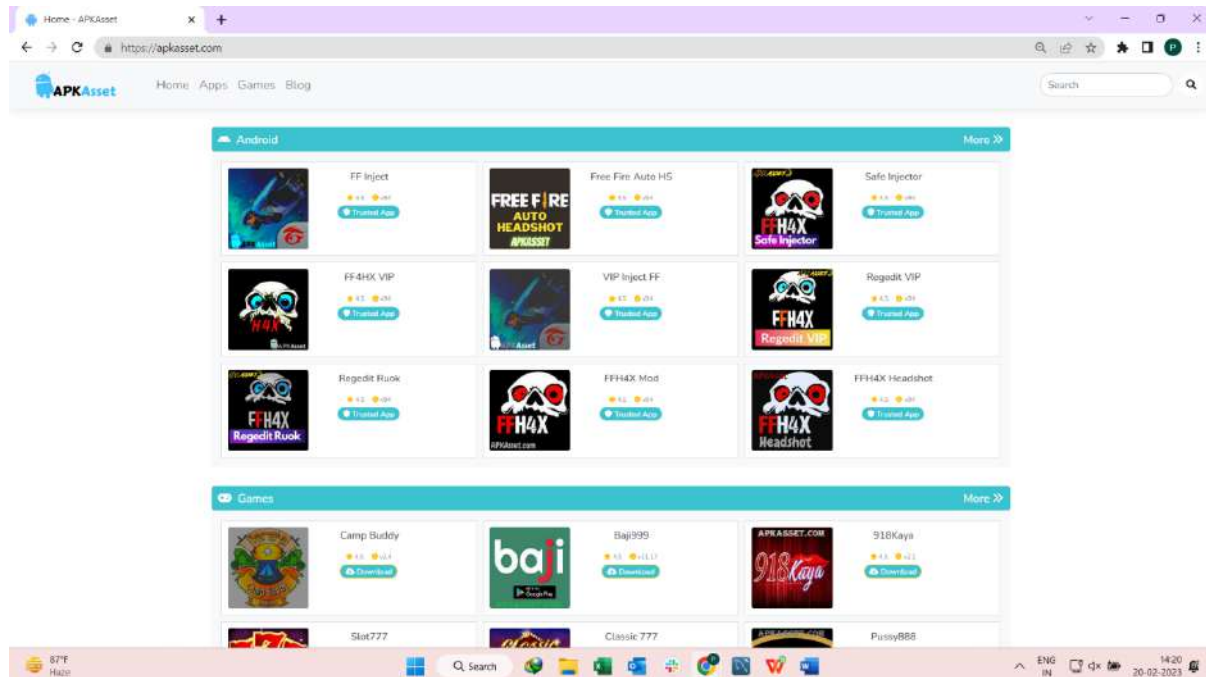 Home - APKAsset
https://apkasset.com
APKAsset
Home Apps Games Blog
Search
Android
More
FF Inject
Trusted App
FREE FIRE
AUTO
HEADSHOT
APKASSET
Free Fire Auto HS
Trusted App
FFH4X
Safe Injector
Safe Injector
Trusted App
H4X
APK Asset
FF4HX VIP
Trusted App
VIP Inject FF
Trusted App
FFH4X
Regedit VIP
Regedit VIP
Trusted App
FFH4X
Regedit Ruok
Regedit Ruok
Trusted App
FFH4X
APKAsset.com
FFH4X Mod
Trusted App
FFH4X
Headshot
FFH4X Headshot
Trusted App
Games
More
Camp Buddy
Download
baji
Google Play
Baji999
Download
APKASSET.COM
918Kaya
918Kaya
Download
Slot777
Classic 777
Pussy888
87°F
Haze
Search
ENG
IN
14:20
20-02-2023